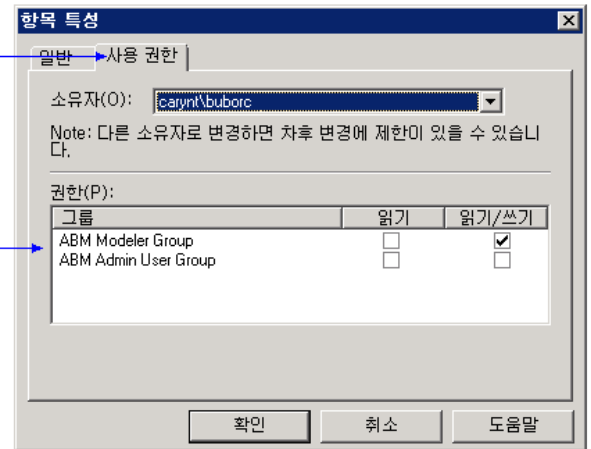 항목 특성
일반 사용 권한
소유자(O): carynt\buborc
Note: 다른 소유자로 변경하면 차후 변경에 제한이 있을 수 있습니
다.
권한(P):
그룹 읽기 읽기/쓰기
ABM Modeler Group
ABM Admin User Group
확인 취소 도움말